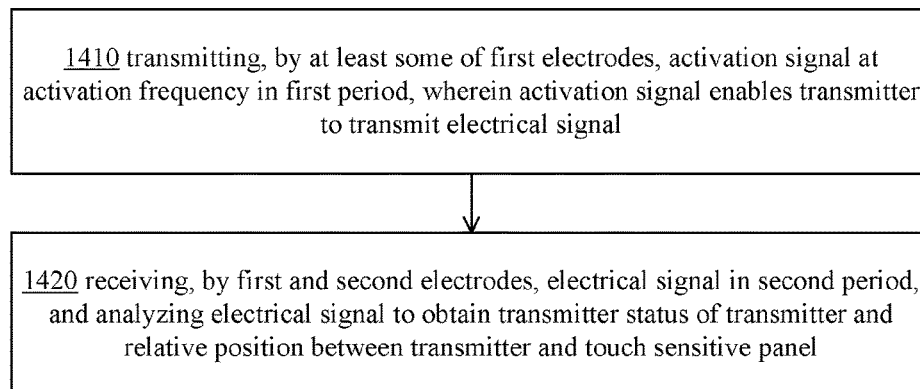 1410 transmitting, by at least some of first electrodes, activation signal at
activation frequency in first period, wherein activation signal enables transmitter
to transmit electrical signal
1420 receiving, by first and second electrodes, electrical signal in second period,
and analyzing electrical signal to obtain transmitter status of transmitter and
relative position between transmitter and touch sensitive panel